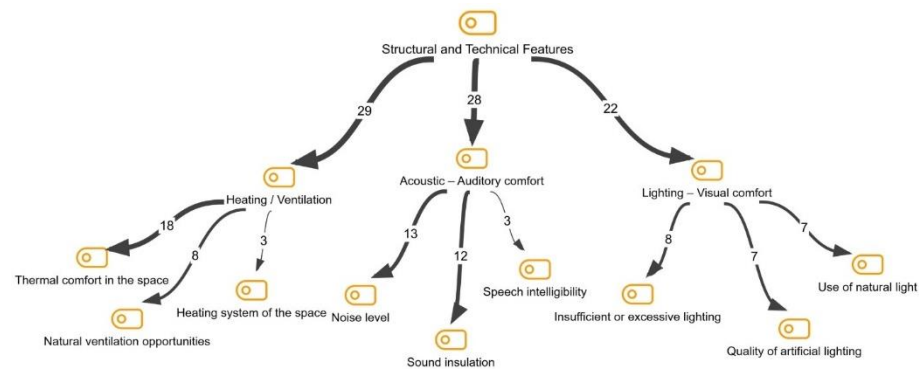 Structural and Technical Features
29
28
22
Heating / Ventilation
Acoustic – Auditory comfort
Lighting – Visual comfort
18
8
3
13
12
3
8
7
7
Thermal comfort in the space
Natural ventilation opportunities
Heating system of the space
Noise level
Sound insulation
Speech intelligibility
Insufficient or excessive lighting
Quality of artificial lighting
Use of natural light